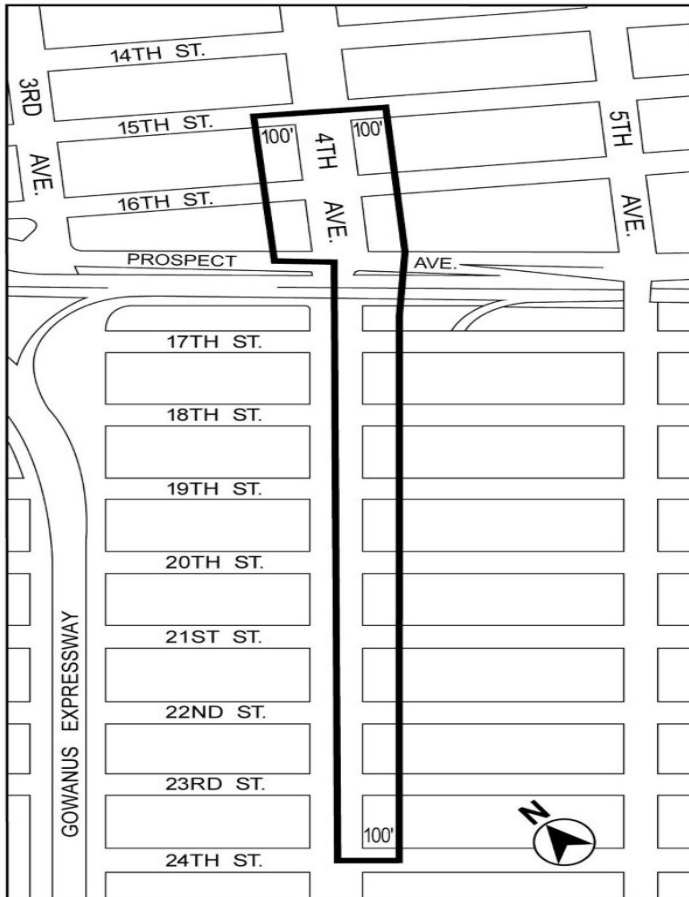 14TH ST.
3RD AVE.
15TH ST.
100'
4TH AVE.
100'
5TH AVE.
16TH ST.
PROSPECT AVE.
17TH ST.
18TH ST.
19TH ST.
20TH ST.
21ST ST.
GOWANUS EXPRESSWAY
22ND ST.
23RD ST.
100'
N
24TH ST.